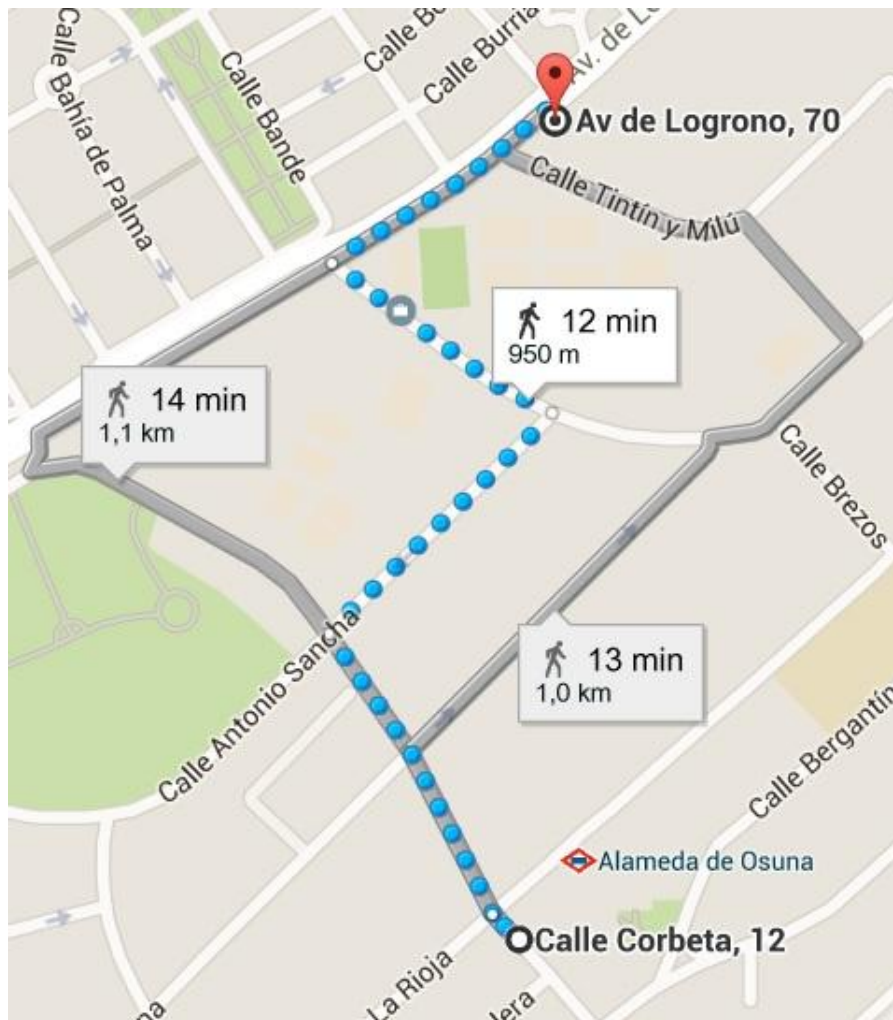 Calle Burria
Calle Bande
Calle Bahía de Palma
Av. de Lo
Av de Logrono, 70
Calle Tintín y Milú
12 min
950 m
14 min
1,1 km
Calle Brezos
13 min
1,0 km
Calle Antonio Sancha
Calle Bergantín
Alameda de Osuna
Calle Corbeta, 12
La Rioja